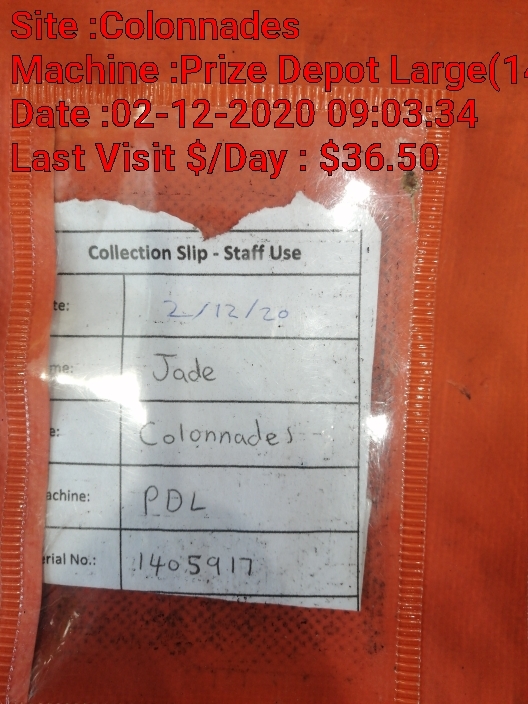 Site :Colonnades
Machine :Prize Depot Large(14
Date :02-12-2020 09:03:34
Last Visit $/Day : $36.50
Collection Slip - Staff Use
te: 2/12/20
me: Jade
e: Colonnades
achine: PDL
erial No.: 1405917